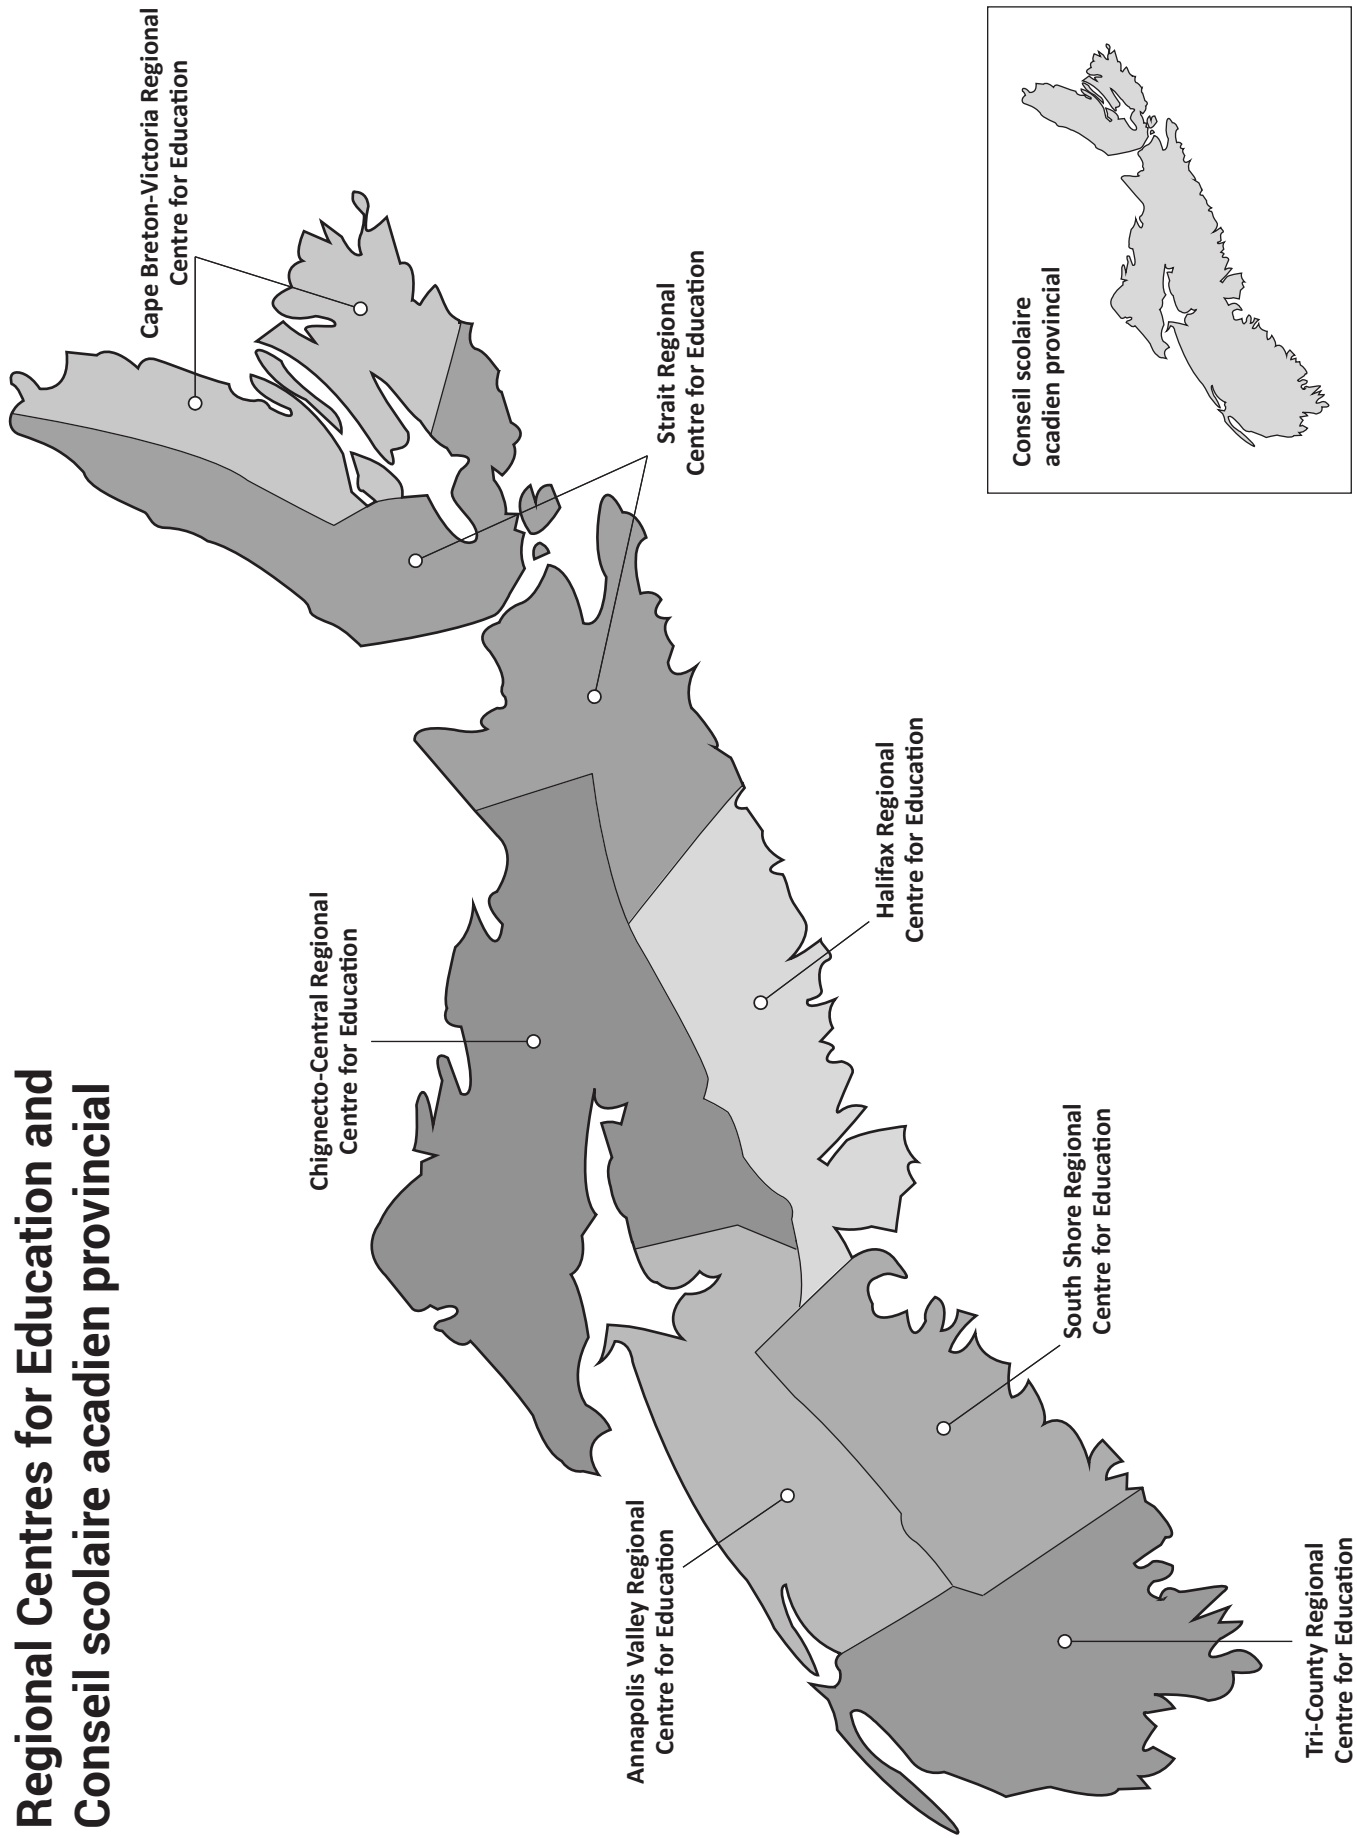 Regional Centres for Education and
Conseil scolaire acadien provincial
Cape Breton-Victoria Regional
Centre for Education
Strait Regional
Centre for Education
Chignecto-Central Regional
Centre for Education
Halifax Regional
Centre for Education
Annapolis Valley Regional
Centre for Education
South Shore Regional
Centre for Education
Tri-County Regional
Centre for Education
Conseil scolaire
acadien provincial